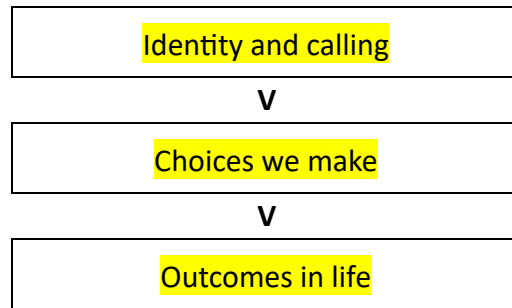 Identity and calling
V
Choices we make
V
Outcomes in life